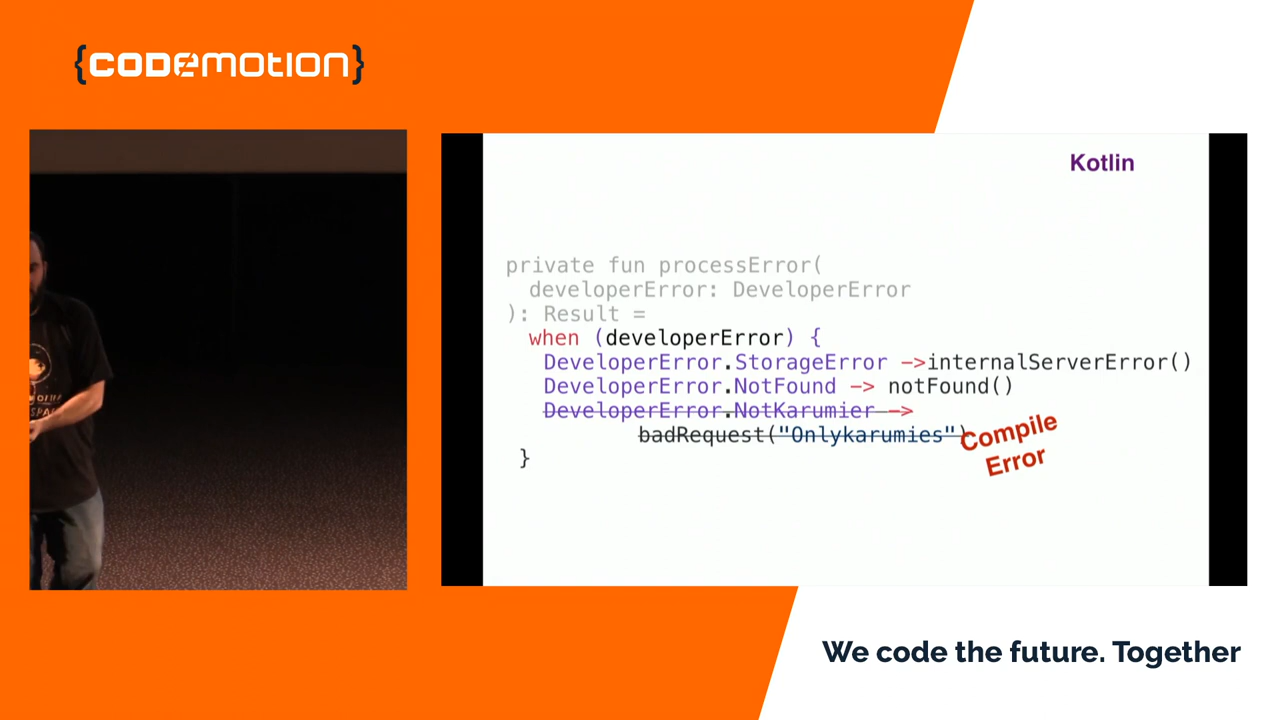 {CODEMOTION}
Kotlin
private fun processError(
developerError: DeveloperError
): Result =
when (developerError) {
DeveloperError.StorageError ->internalServerError()
DeveloperError.NotFound -> notFound()
DeveloperError.NotKarumier ->
badRequest("Onlykarumies")
Compile
Error
}
We code the future. Together